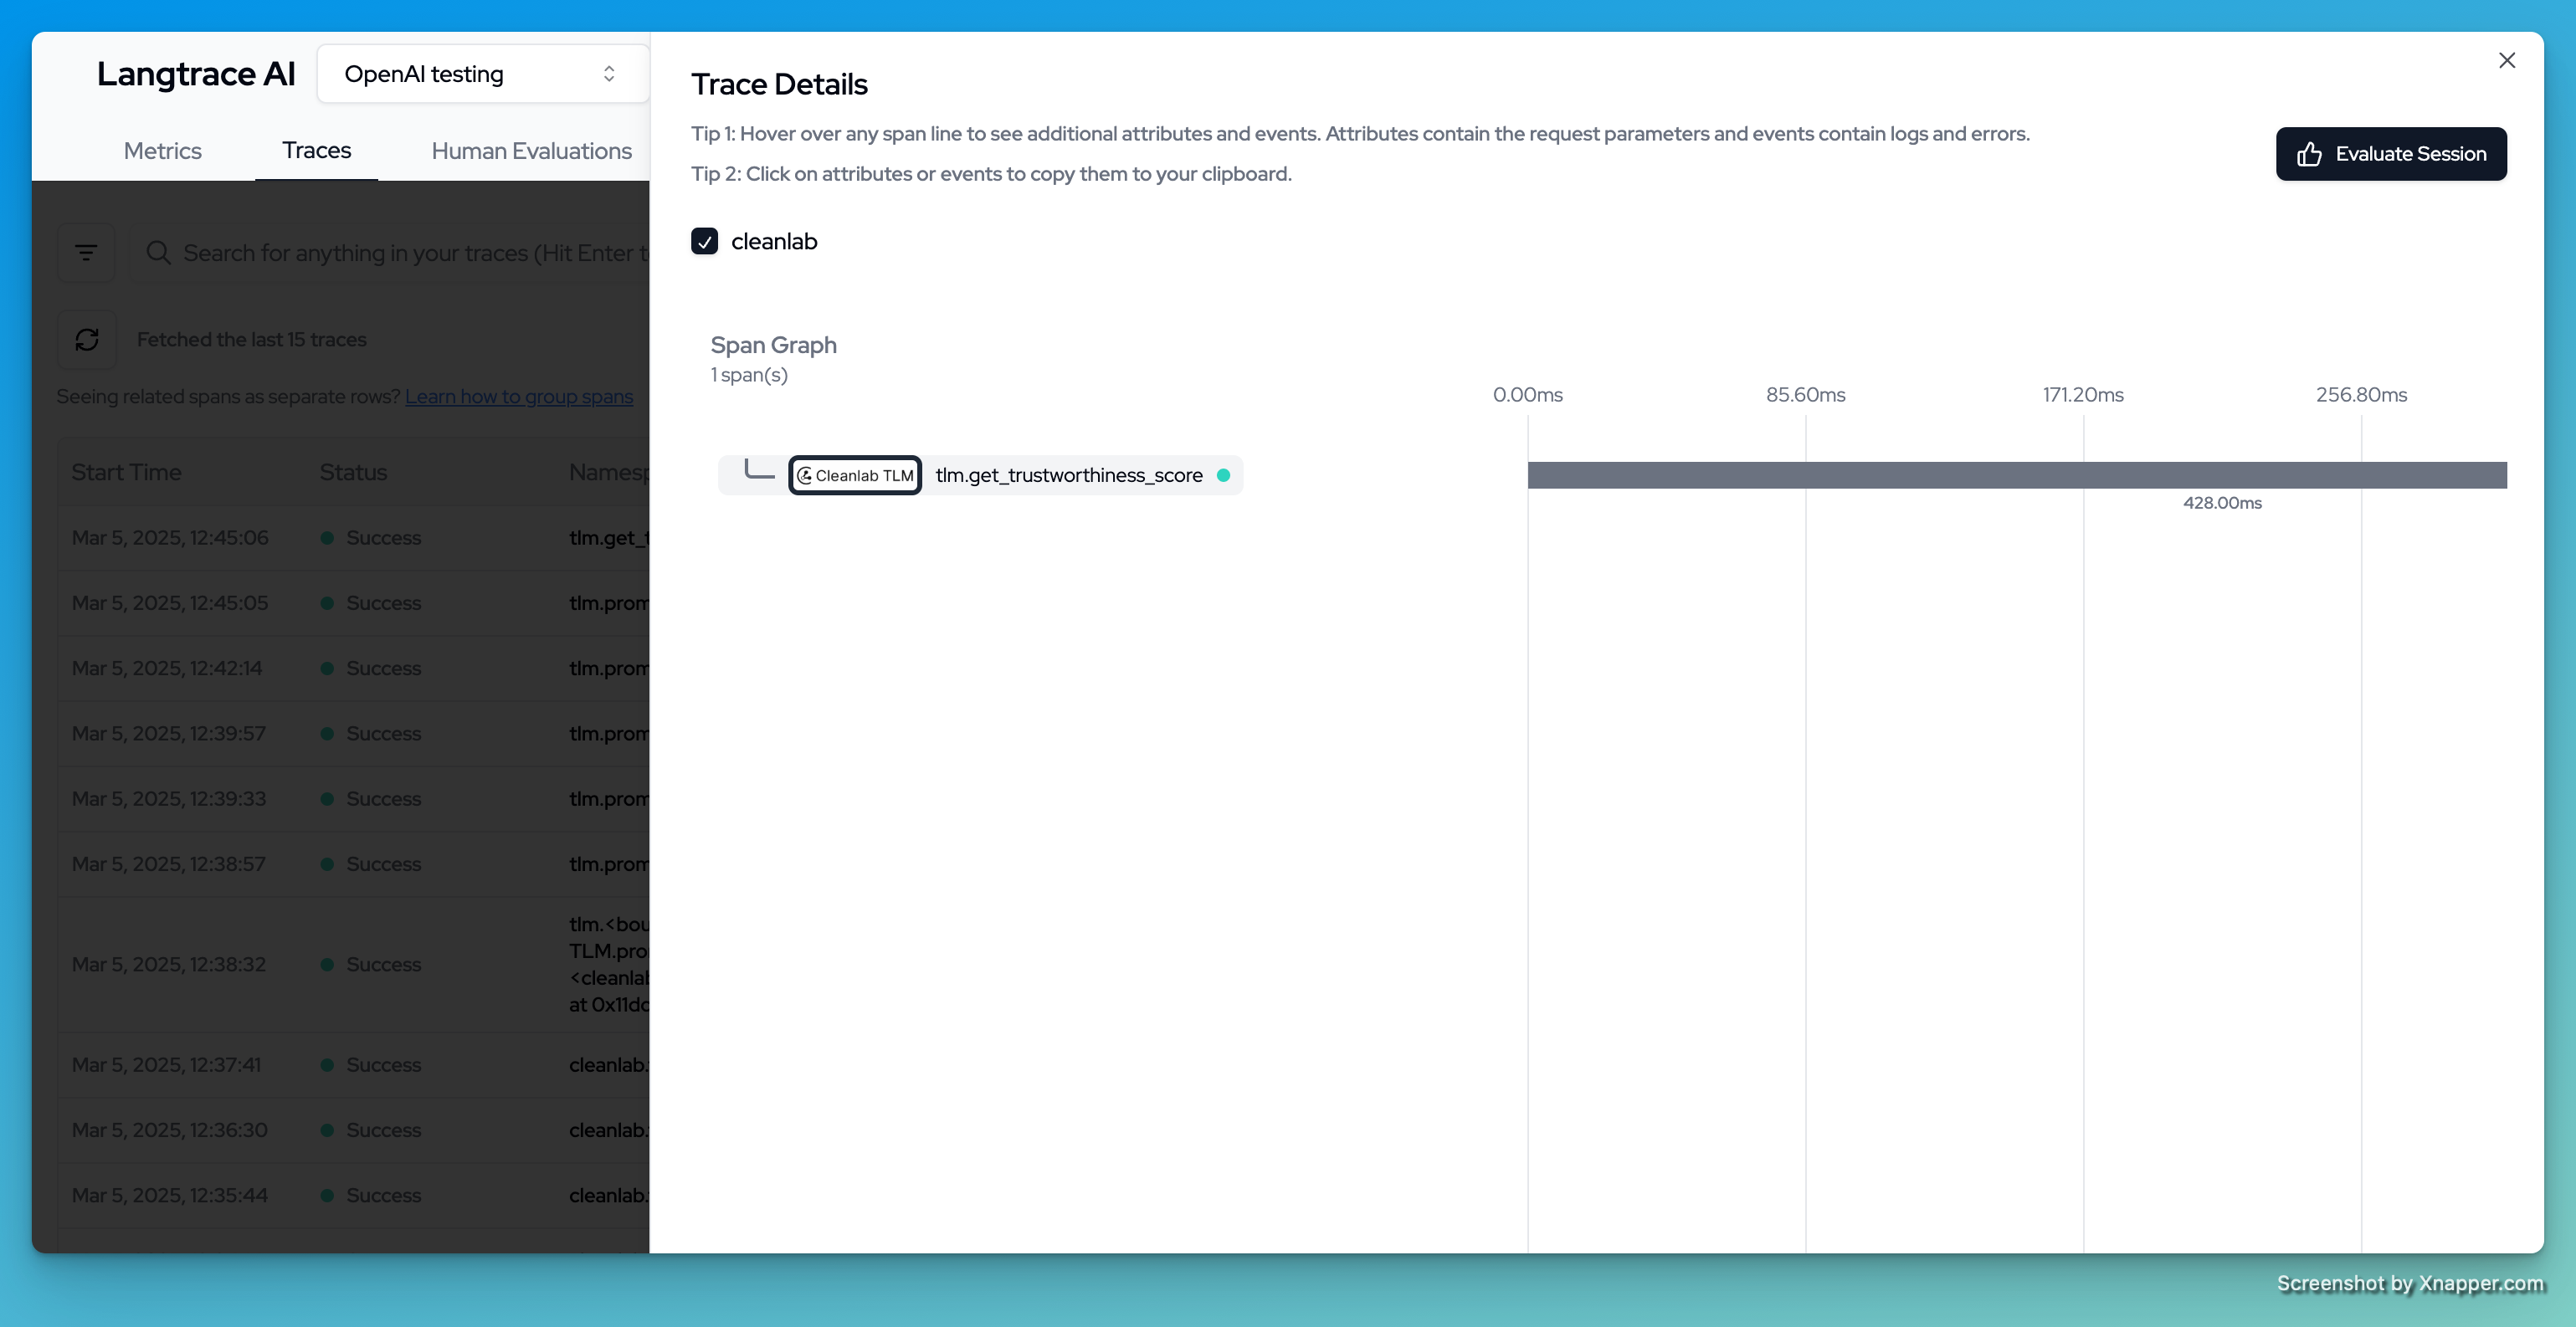 Langtrace AI
OpenAI testing
Metrics
Traces
Human Evaluations
Search for anything in your traces (Hit Enter t
Fetched the last 15 traces
Seeing related spans as separate rows? Learn how to group spans
Start Time Status Namesp
Mar 5, 2025, 12:45:06 Success tlm.get_t
Mar 5, 2025, 12:45:05 Success tlm.prom
Mar 5, 2025, 12:42:14 Success tlm.prom
Mar 5, 2025, 12:39:57 Success tlm.prom
Mar 5, 2025, 12:39:33 Success tlm.prom
Mar 5, 2025, 12:38:57 Success tlm.prom
Mar 5, 2025, 12:38:32 Success
tlm.<bou
TLM.pro
<cleanlab
at 0x11dc
Mar 5, 2025, 12:37:41 Success cleanlab.
Mar 5, 2025, 12:36:30 Success cleanlab.
Mar 5, 2025, 12:35:44 Success cleanlab.
Trace Details
Tip 1: Hover over any span line to see additional attributes and events. Attributes contain the request parameters and events contain logs and errors.
Tip 2: Click on attributes or events to copy them to your clipboard.
Evaluate Session
cleanlab
Span Graph
1 span(s)
0.00ms 85.60ms 171.20ms 256.80ms
Cleanlab TLM tlm.get_trustworthiness_score
428.00ms
Screenshot by Xnapper.com